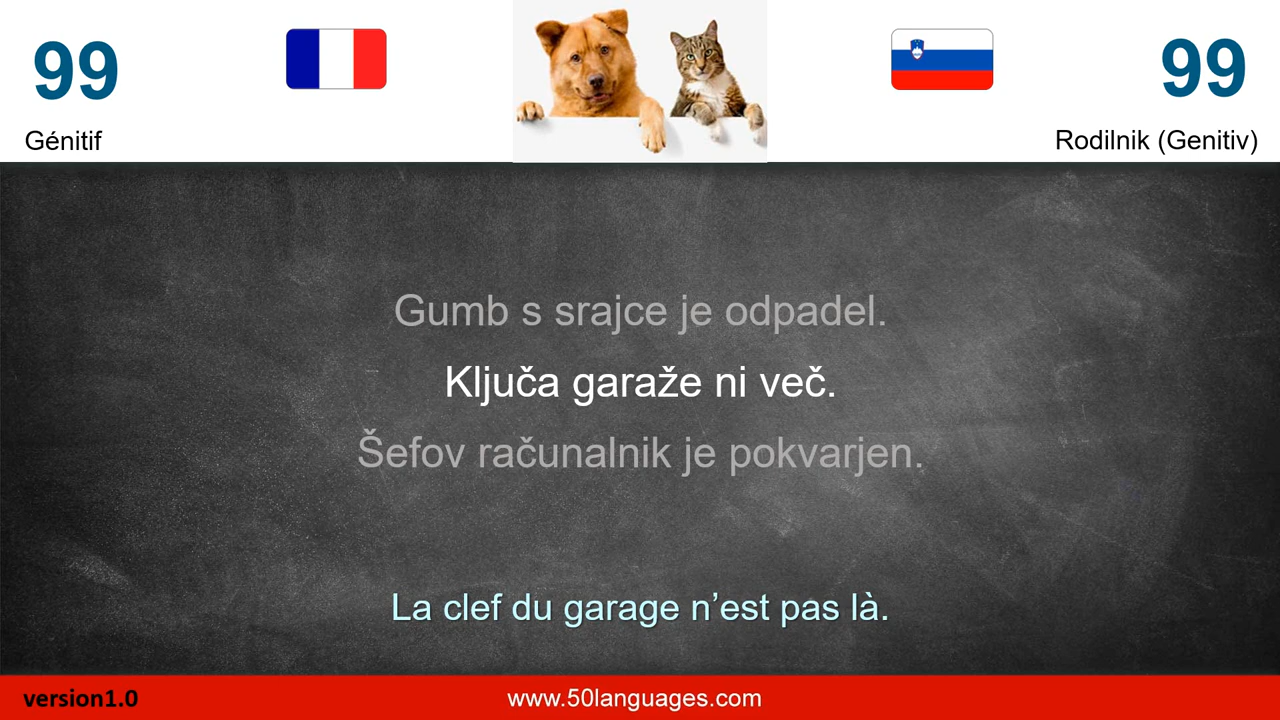 99
99
Génitif
Rodilnik (Genitiv)
Gumb s srajce je odpadel.
Ključa garaže ni več.
Šefov računalnik je pokvarjen.
La clef du garage n’est pas là.
version1.0
www.50languages.com